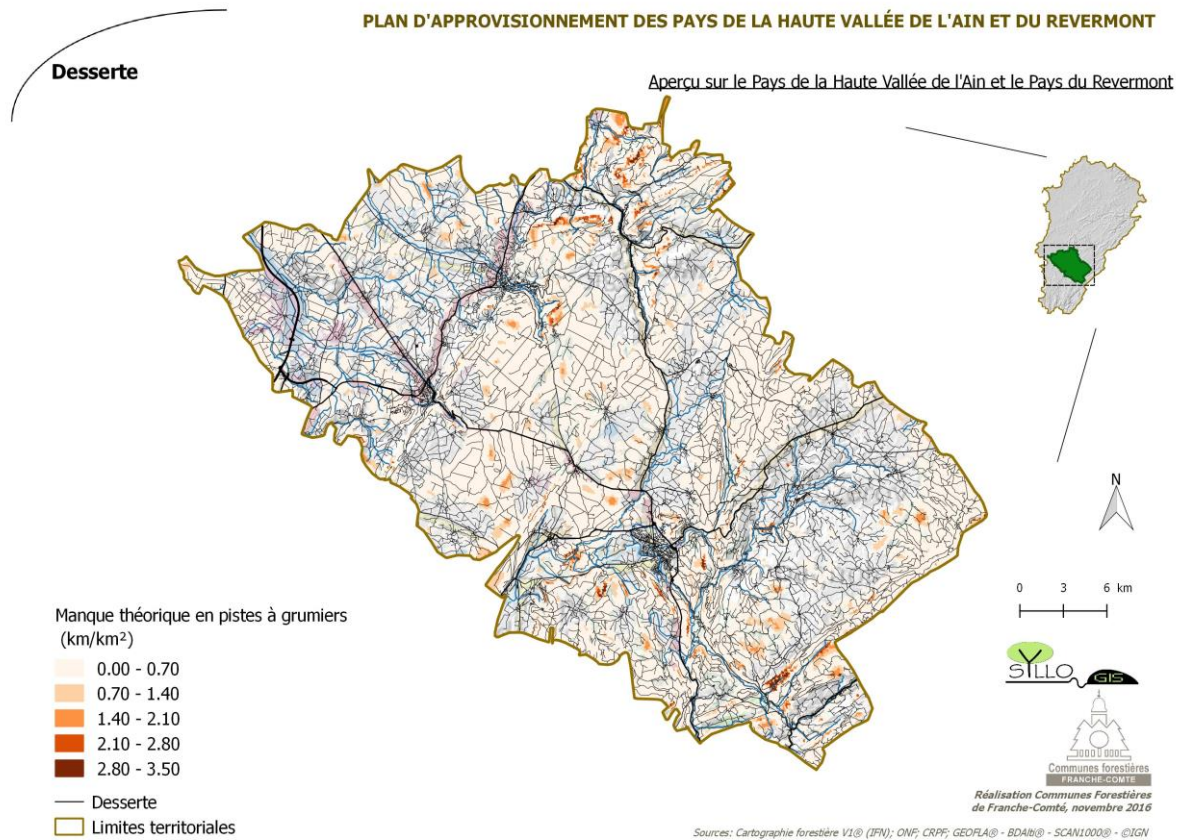 PLAN D'APPROVISIONNEMENT DES PAYS DE LA HAUTE VALLÉE DE L'AIN ET DU REVERMONT
Desserte
Aperçu sur le Pays de la Haute Vallée de l'Ain et le Pays du Revermont
N
0 3 6 km
Manque théorique en pistes à grumiers
(km/km²)
0.00 - 0.70
0.70 - 1.40
1.40 - 2.10
2.10 - 2.80
2.80 - 3.50
Desserte
Limites territoriales
SYLLO GIS
Communes forestières
FRANCHE-COMTE
Réalisation Communes Forestières
de Franche-Comté, novembre 2016
Sources: Cartographie forestière V1® (IFN); ONF; CRPF; GEOFLA® - BDAlti® - SCAN1000® - ©IGN